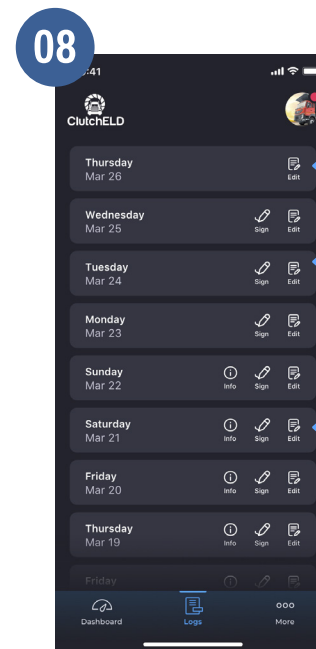 08
:41
ClutchELD
Thursday
Mar 26
Edit
Wednesday
Mar 25
Sign Edit
Tuesday
Mar 24
Sign Edit
Monday
Mar 23
Sign Edit
Sunday
Mar 22
Info Sign Edit
Saturday
Mar 21
Info Sign Edit
Friday
Mar 20
Info Sign Edit
Thursday
Mar 19
Info Sign Edit
Friday
Dashboard Logs More